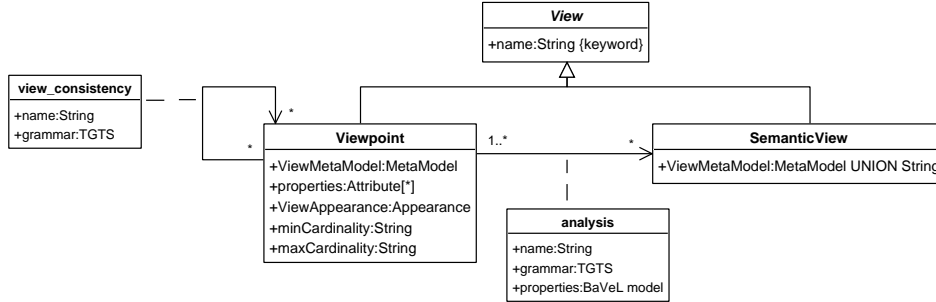 View
+name:String {keyword}
view_consistency
+name:String
+grammar:TGTS
*
*
Viewpoint
+ViewMetaModel:MetaModel
+properties:Attribute[*]
+ViewAppearance:Appearance
+minCardinality:String
+maxCardinality:String
1..*
*
SemanticView
+ViewMetaModel:MetaModel UNION String
analysis
+name:String
+grammar:TGTS
+properties:BaVeL model